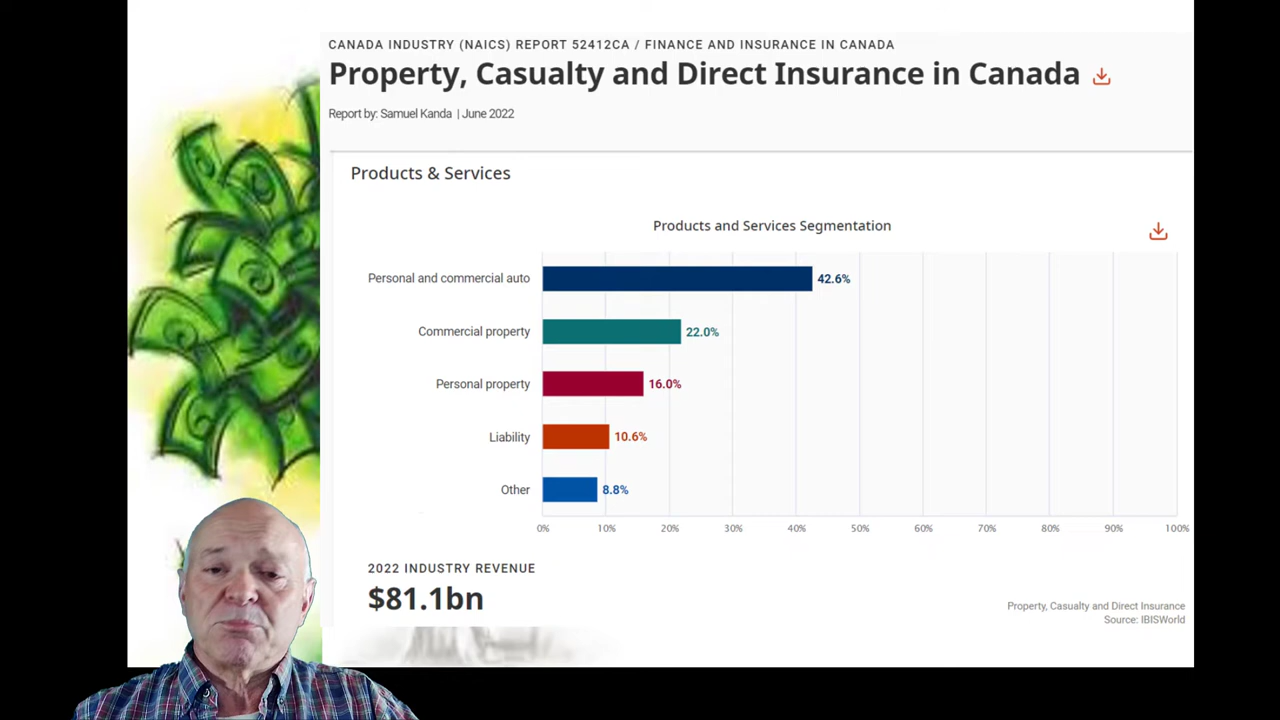 CANADA INDUSTRY (NAICS) REPORT 52412CA / FINANCE AND INSURANCE IN CANADA
Property, Casualty and Direct Insurance in Canada
Report by: Samuel Kanda | June 2022
Products & Services
Products and Services Segmentation
Personal and commercial auto 42.6%
Commercial property 22.0%
Personal property 16.0%
Liability 10.6%
Other 8.8%
0% 10% 20% 30% 40% 50% 60% 70% 80% 90% 100%
2022 INDUSTRY REVENUE
$81.1bn
Property, Casualty and Direct Insurance
Source: IBISWorld